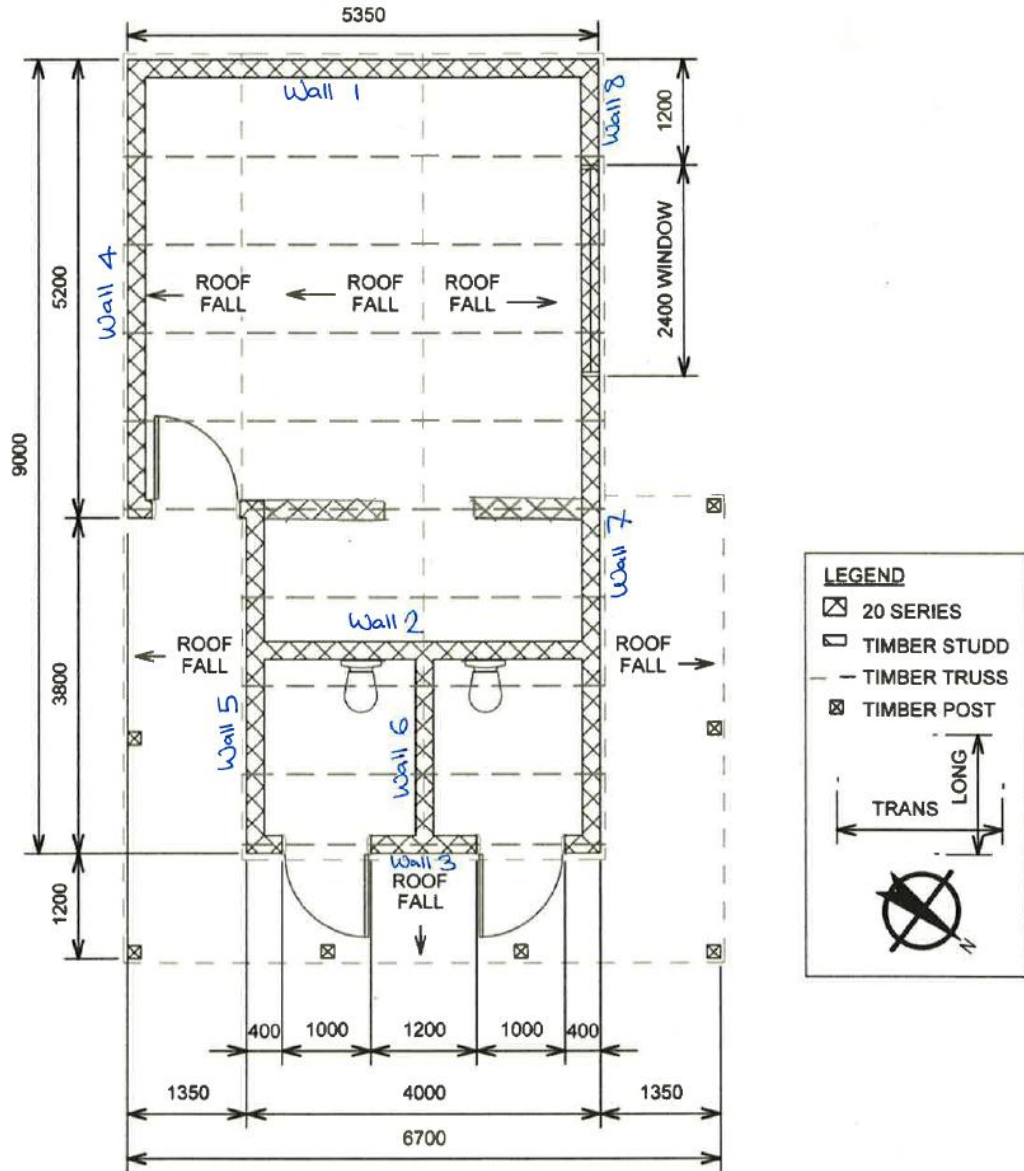 5350
Wall 1
Wall 8
1200
Wall 4
5200
9000
ROOF
FALL
ROOF
FALL
ROOF
FALL
2400 WINDOW
Wall 7
Wall 2
ROOF
FALL
ROOF
FALL
3800
Wall 5
Wall 6
Wall 3
ROOF
FALL
1200
400
1000
1200
1000
400
1350
4000
1350
6700
LEGEND
20 SERIES
TIMBER STUDD
TIMBER TRUSS
TIMBER POST
LONG
TRANS
N